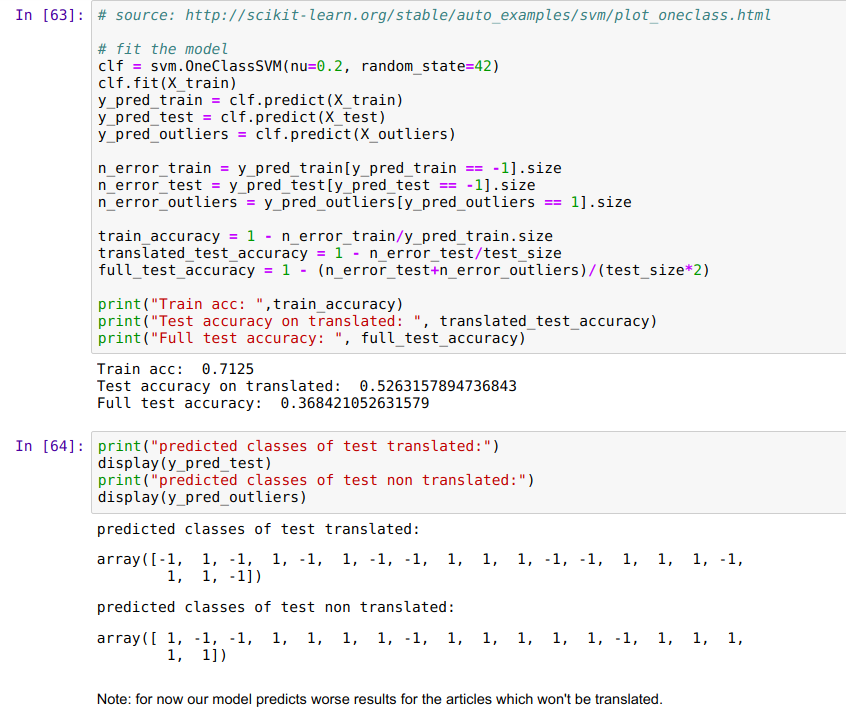 In [63]: # source: http://scikit-learn.org/stable/auto_examples/svm/plot_oneclass.html
# fit the model
clf = svm.OneClassSVM(nu=0.2, random_state=42)
clf.fit(X_train)
y_pred_train = clf.predict(X_train)
y_pred_test = clf.predict(X_test)
y_pred_outliers = clf.predict(X_outliers)
n_error_train = y_pred_train[y_pred_train == -1].size
n_error_test = y_pred_test[y_pred_test == -1].size
n_error_outliers = y_pred_outliers[y_pred_outliers == 1].size
train_accuracy = 1 - n_error_train/y_pred_train.size
translated_test_accuracy = 1 - n_error_test/test_size
full_test_accuracy = 1 - (n_error_test+n_error_outliers)/(test_size*2)
print("Train acc: ",train_accuracy)
print("Test accuracy on translated: ", translated_test_accuracy)
print("Full test accuracy: ", full_test_accuracy)
Train acc:  0.7125
Test accuracy on translated:  0.5263157894736843
Full test accuracy:  0.368421052631579
In [64]: print("predicted classes of test translated:")
display(y_pred_test)
print("predicted classes of test non translated:")
display(y_pred_outliers)
predicted classes of test translated:
array([-1,  1, -1,  1, -1,  1, -1, -1,  1,  1,  1, -1, -1,  1,  1,  1, -1,
1,  1, -1])
predicted classes of test non translated:
array([ 1, -1, -1,  1,  1,  1,  1, -1,  1,  1,  1,  1,  1, -1,  1,  1,  1,
1,  1])
Note: for now our model predicts worse results for the articles which won't be translated.